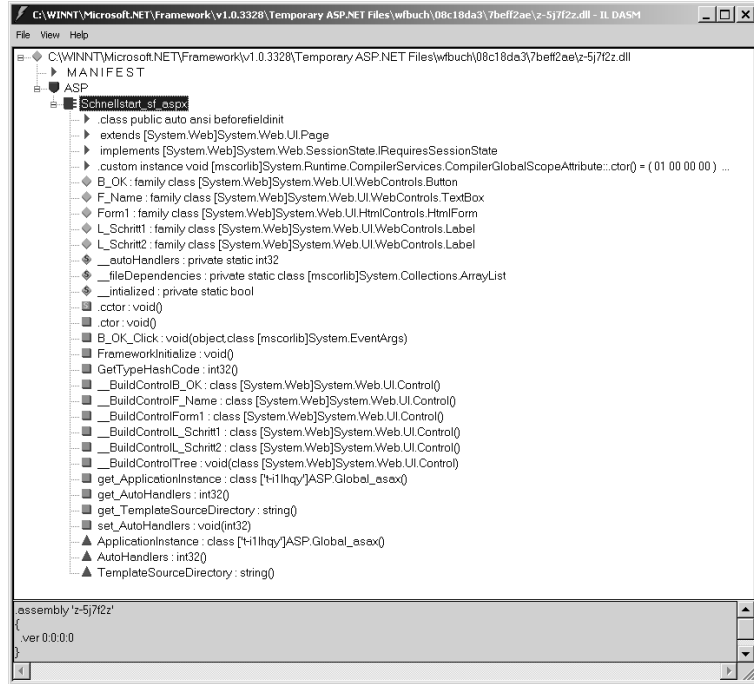 C:\WINNT\Microsoft.NET\Framework\v1.0.3328\Temporary ASP.NET Files\wfbuch\08c18da3\7beff2ae\z-5j7f2z.dll - IL DASM
File View Help
C:\WINNT\Microsoft.NET\Framework\v1.0.3328\Temporary ASP.NET Files\wfbuch\08c18da3\7beff2ae\z-5j7f2z.dll
MANIFEST
ASP
Schnellstart_sf_aspx
.class public auto ansi beforefieldinit
extends [System.Web]System.Web.UI.Page
implements [System.Web]System.Web.SessionState.IRequiresSessionState
.custom instance void [mscorlib]System.Runtime.CompilerServices.CompilerGlobalScopeAttribute::.ctor() = ( 01 00 00 00 ) ...
B_OK : family class [System.Web]System.Web.UI.WebControls.Button
F_Name : family class [System.Web]System.Web.UI.WebControls.TextBox
Form1 : family class [System.Web]System.Web.UI.HtmlControls.HtmlForm
L_Schritt1 : family class [System.Web]System.Web.UI.WebControls.Label
L_Schritt2 : family class [System.Web]System.Web.UI.WebControls.Label
__autoHandlers : private static int32
__fileDependencies : private static class [mscorlib]System.Collections.ArrayList
__intialized : private static bool
.cctor : void()
.ctor : void()
B_OK_Click : void(object,class [mscorlib]System.EventArgs)
FrameworkInitialize : void()
GetTypeHashCode : int32()
__BuildControlB_OK : class [System.Web]System.Web.UI.Control()
__BuildControlF_Name : class [System.Web]System.Web.UI.Control()
__BuildControlForm1 : class [System.Web]System.Web.UI.Control()
__BuildControlL_Schritt1 : class [System.Web]System.Web.UI.Control()
__BuildControlL_Schritt2 : class [System.Web]System.Web.UI.Control()
__BuildControlTree : void(class [System.Web]System.Web.UI.Control)
get_ApplicationInstance : class ['t-i1lhqy']ASP.Global_asax()
get_AutoHandlers : int32()
get_TemplateSourceDirectory : string()
set_AutoHandlers : void(int32)
ApplicationInstance : class ['t-i1lhqy']ASP.Global_asax()
AutoHandlers : int32()
TemplateSourceDirectory : string()
.assembly 'z-5j7f2z'
{
.ver 0:0:0:0
}